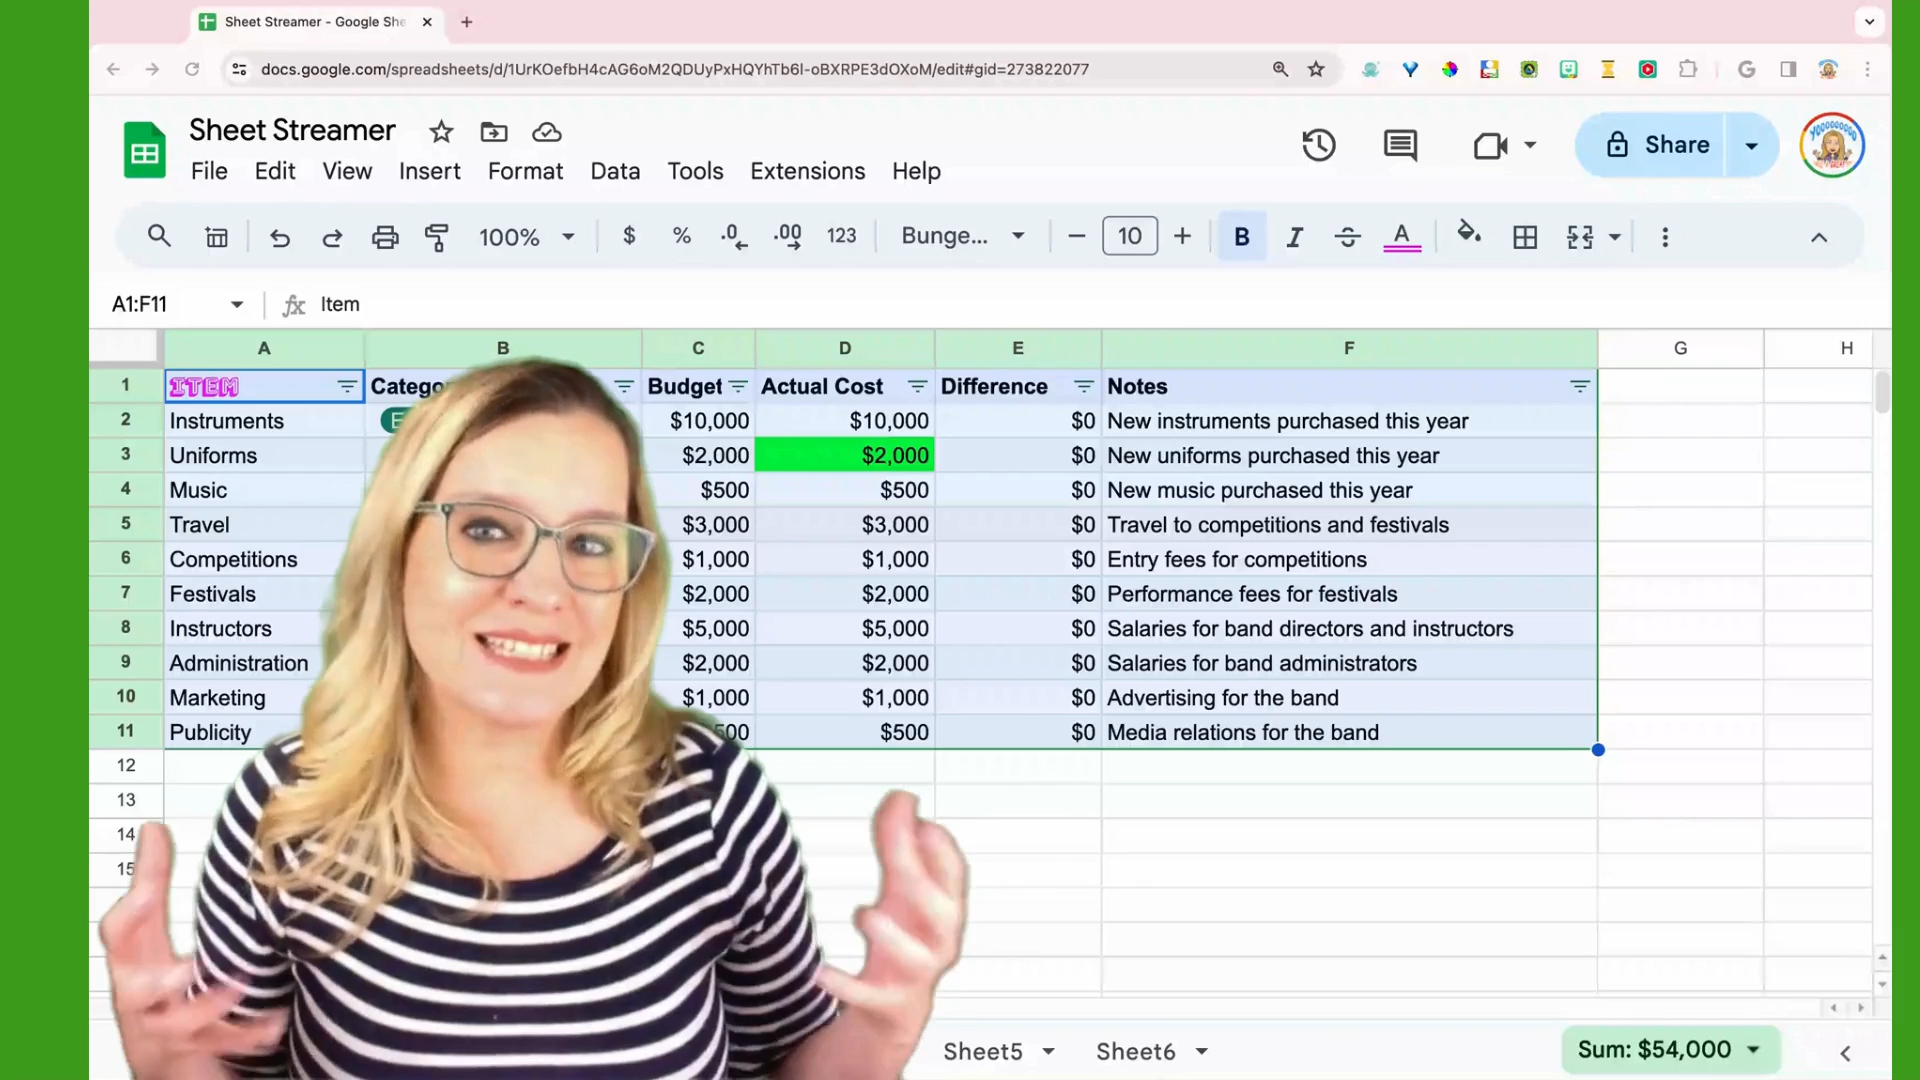 Sheet Streamer - Google She
docs.google.com/spreadsheets/d/1UrKOefbH4cAG6oM2QDUyPxHQYhTb6l-oBXRPE3dOXoM/edit#gid=273822077
Sheet Streamer
File Edit View Insert Format Data Tools Extensions Help
Share
100% $ % .0 .00 123 Bunge... 10 B I A
A1:F11 fx Item
A B C D E F G H
1 ITEM Catego Budget Actual Cost Difference Notes
2 Instruments E $10,000 $10,000 $0 New instruments purchased this year
3 Uniforms $2,000 $2,000 $0 New uniforms purchased this year
4 Music $500 $500 $0 New music purchased this year
5 Travel $3,000 $3,000 $0 Travel to competitions and festivals
6 Competitions $1,000 $1,000 $0 Entry fees for competitions
7 Festivals $2,000 $2,000 $0 Performance fees for festivals
8 Instructors $5,000 $5,000 $0 Salaries for band directors and instructors
9 Administration $2,000 $2,000 $0 Salaries for band administrators
10 Marketing $1,000 $1,000 $0 Advertising for the band
11 Publicity 500 $500 $0 Media relations for the band
12
13
14
15
Sheet5 Sheet6 Sum: $54,000